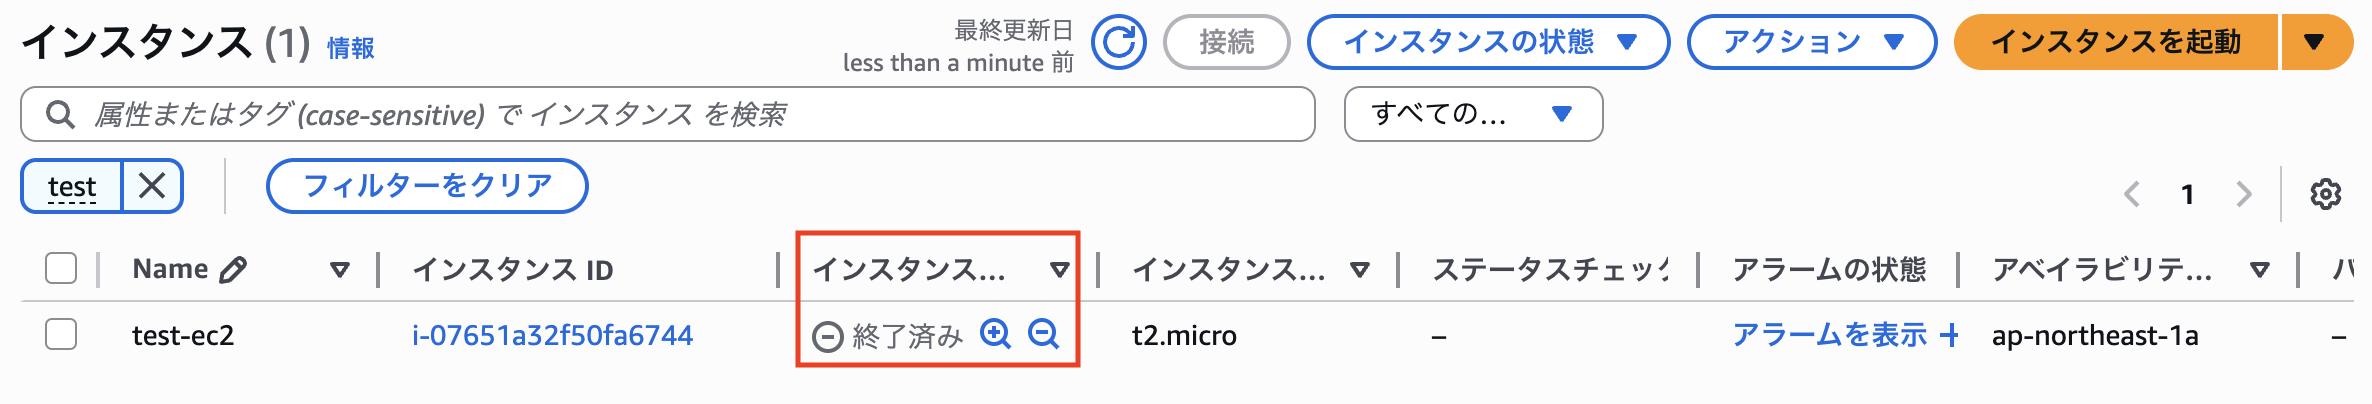 インスタンス (1) 情報
最終更新日
less than a minute 前
接続
インスタンスの状態
アクション
インスタンスを起動
属性またはタグ (case-sensitive) で インスタンス を検索
すべての...
test
フィルターをクリア
1
Name インスタンス ID インスタンス... インスタンス... ステータスチェック アラームの状態 アベイラビリテ... パ
test-ec2 i-07651a32f50fa6744 終了済み t2.micro – アラームを表示 + ap-northeast-1a –